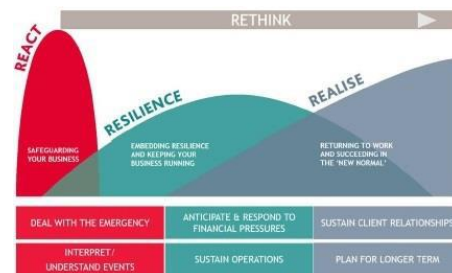 RETHINK
REACT
RESILIENCE
REALISE
SAFEGUARDING
YOUR BUSINESS
EMBEDDING RESILIENCE
AND KEEPING YOUR
BUSINESS RUNNING
RETURNING TO WORK
AND SUCCEEDING IN
THE ‘NEW NORMAL’
DEAL WITH THE EMERGENCY
ANTICIPATE & RESPOND TO
FINANCIAL PRESSURES
SUSTAIN CLIENT RELATIONSHIPS
INTERPRET/
UNDERSTAND EVENTS
SUSTAIN OPERATIONS
PLAN FOR LONGER TERM